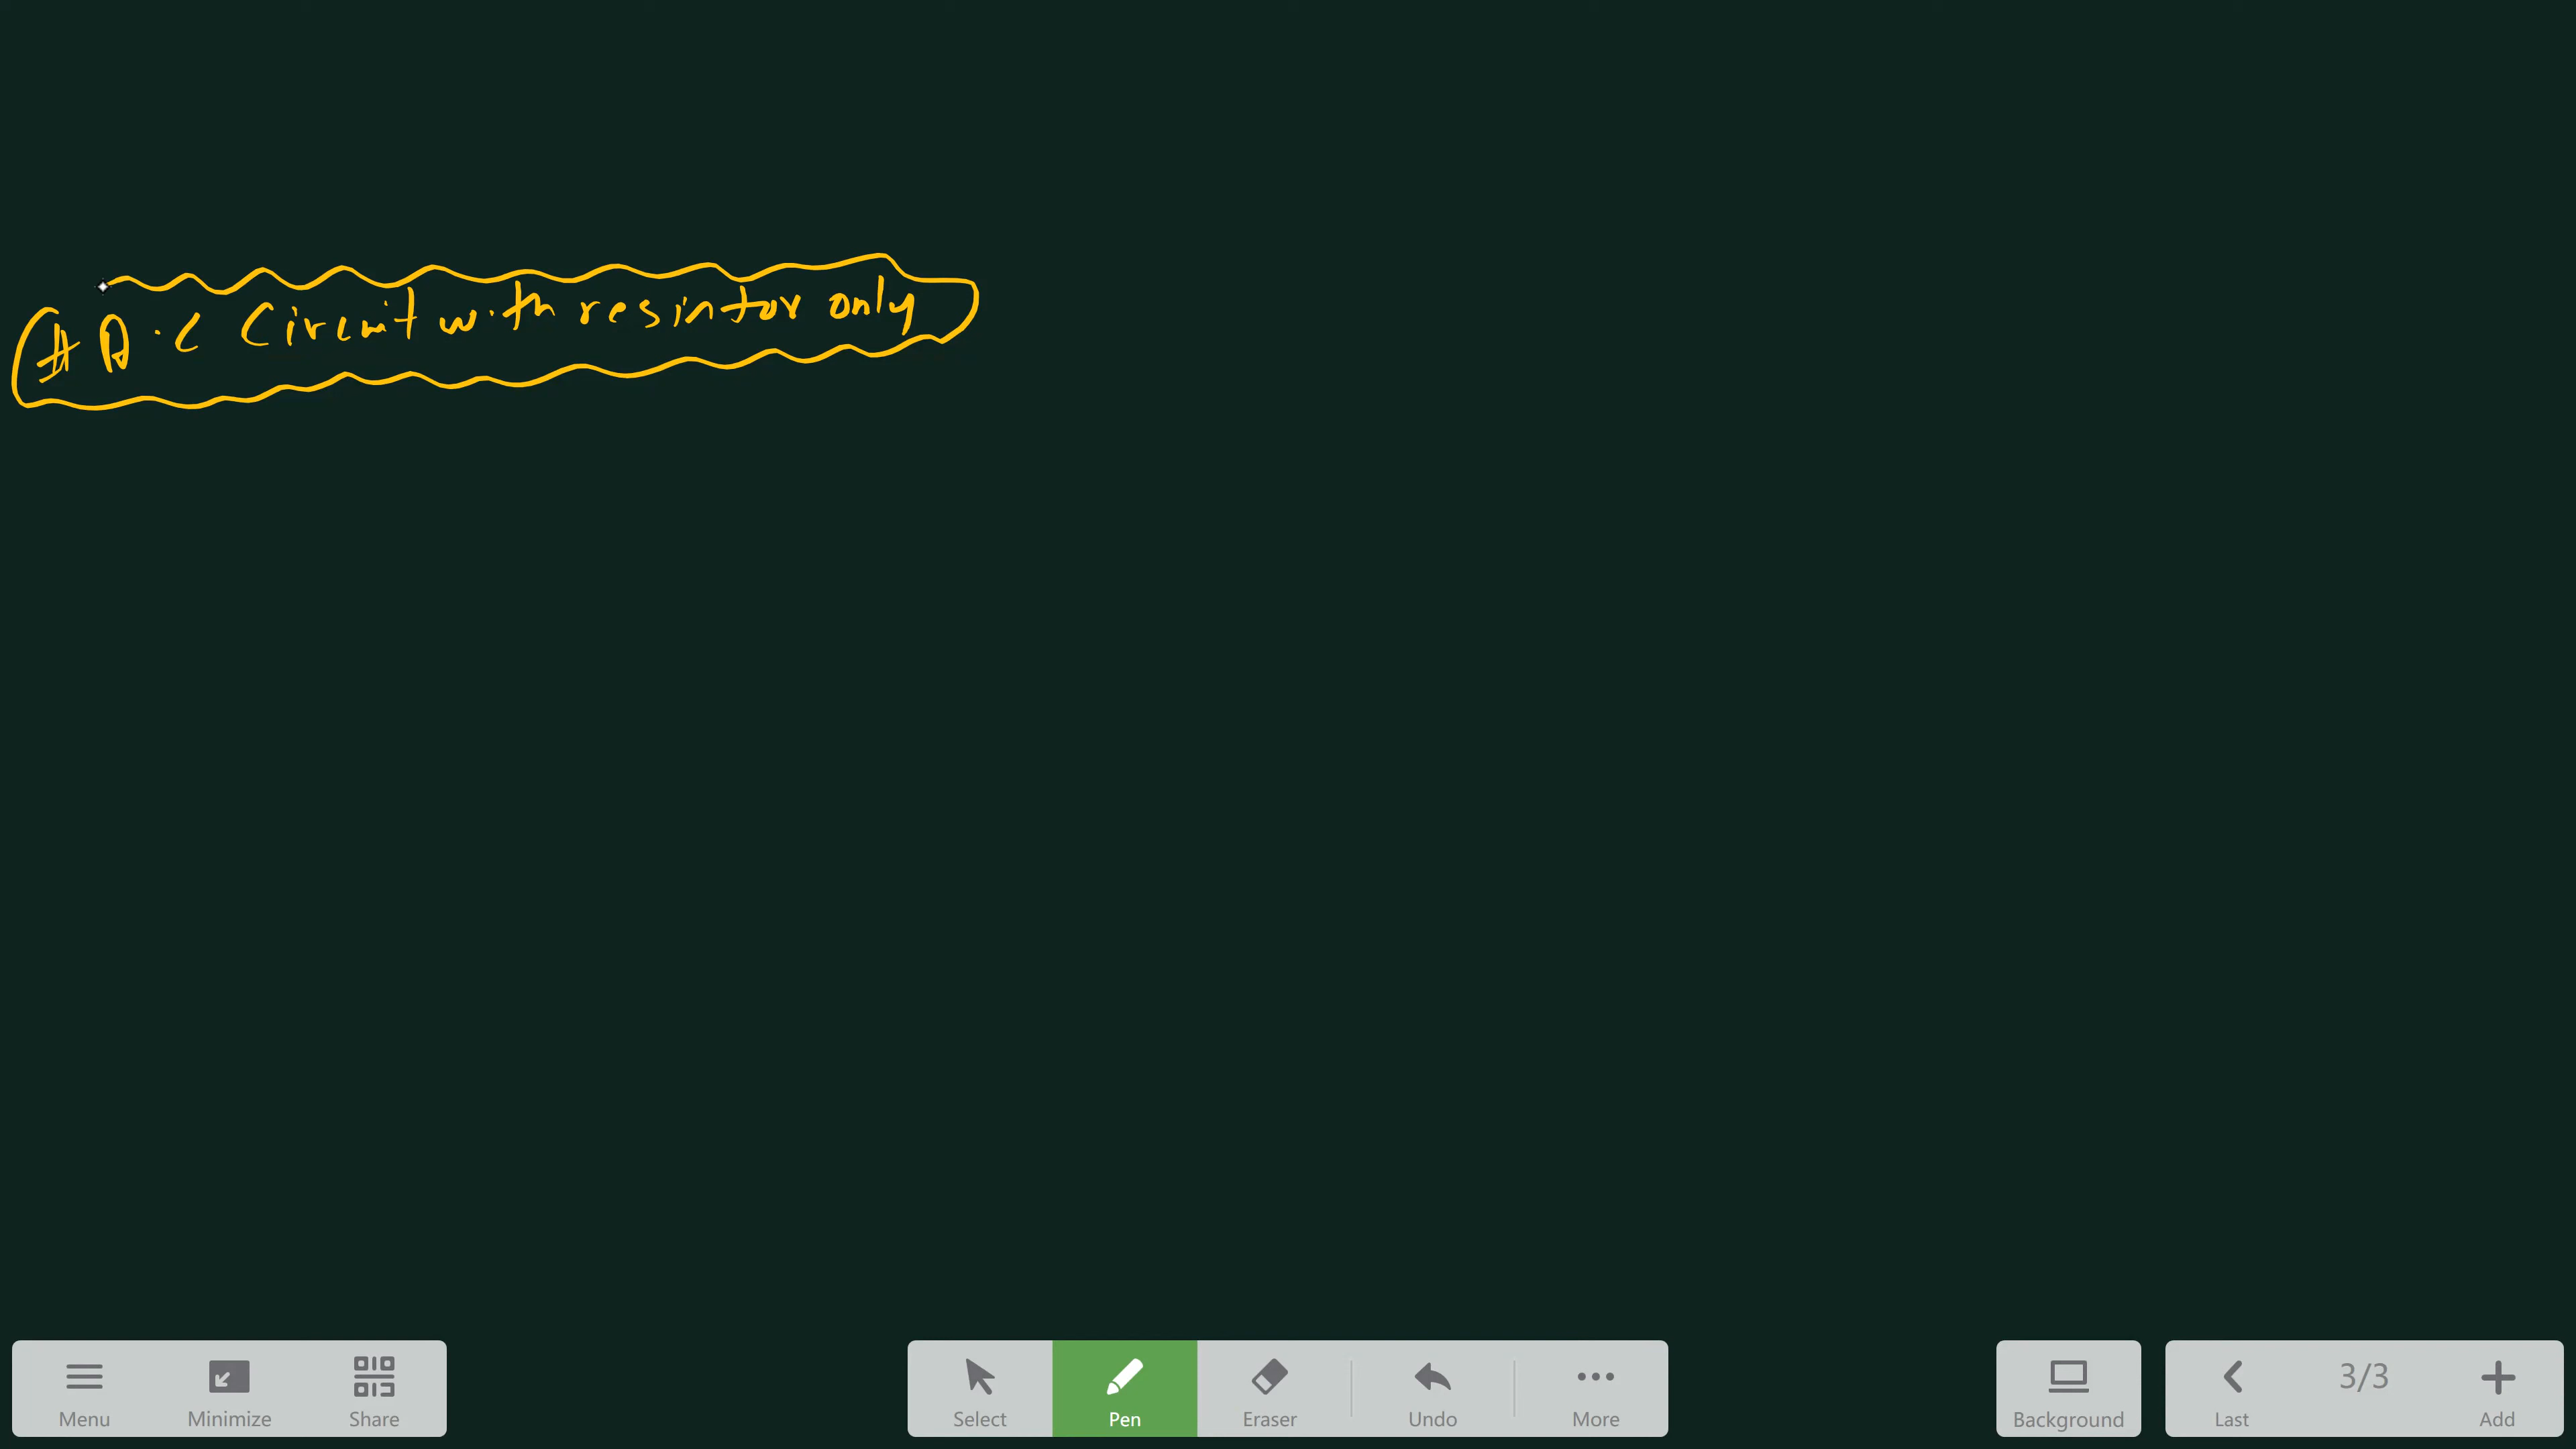 # A.C Circuit with resistor only
Menu
Minimize
Share
Select
Pen
Eraser
Undo
More
Background
Last
3/3
Add